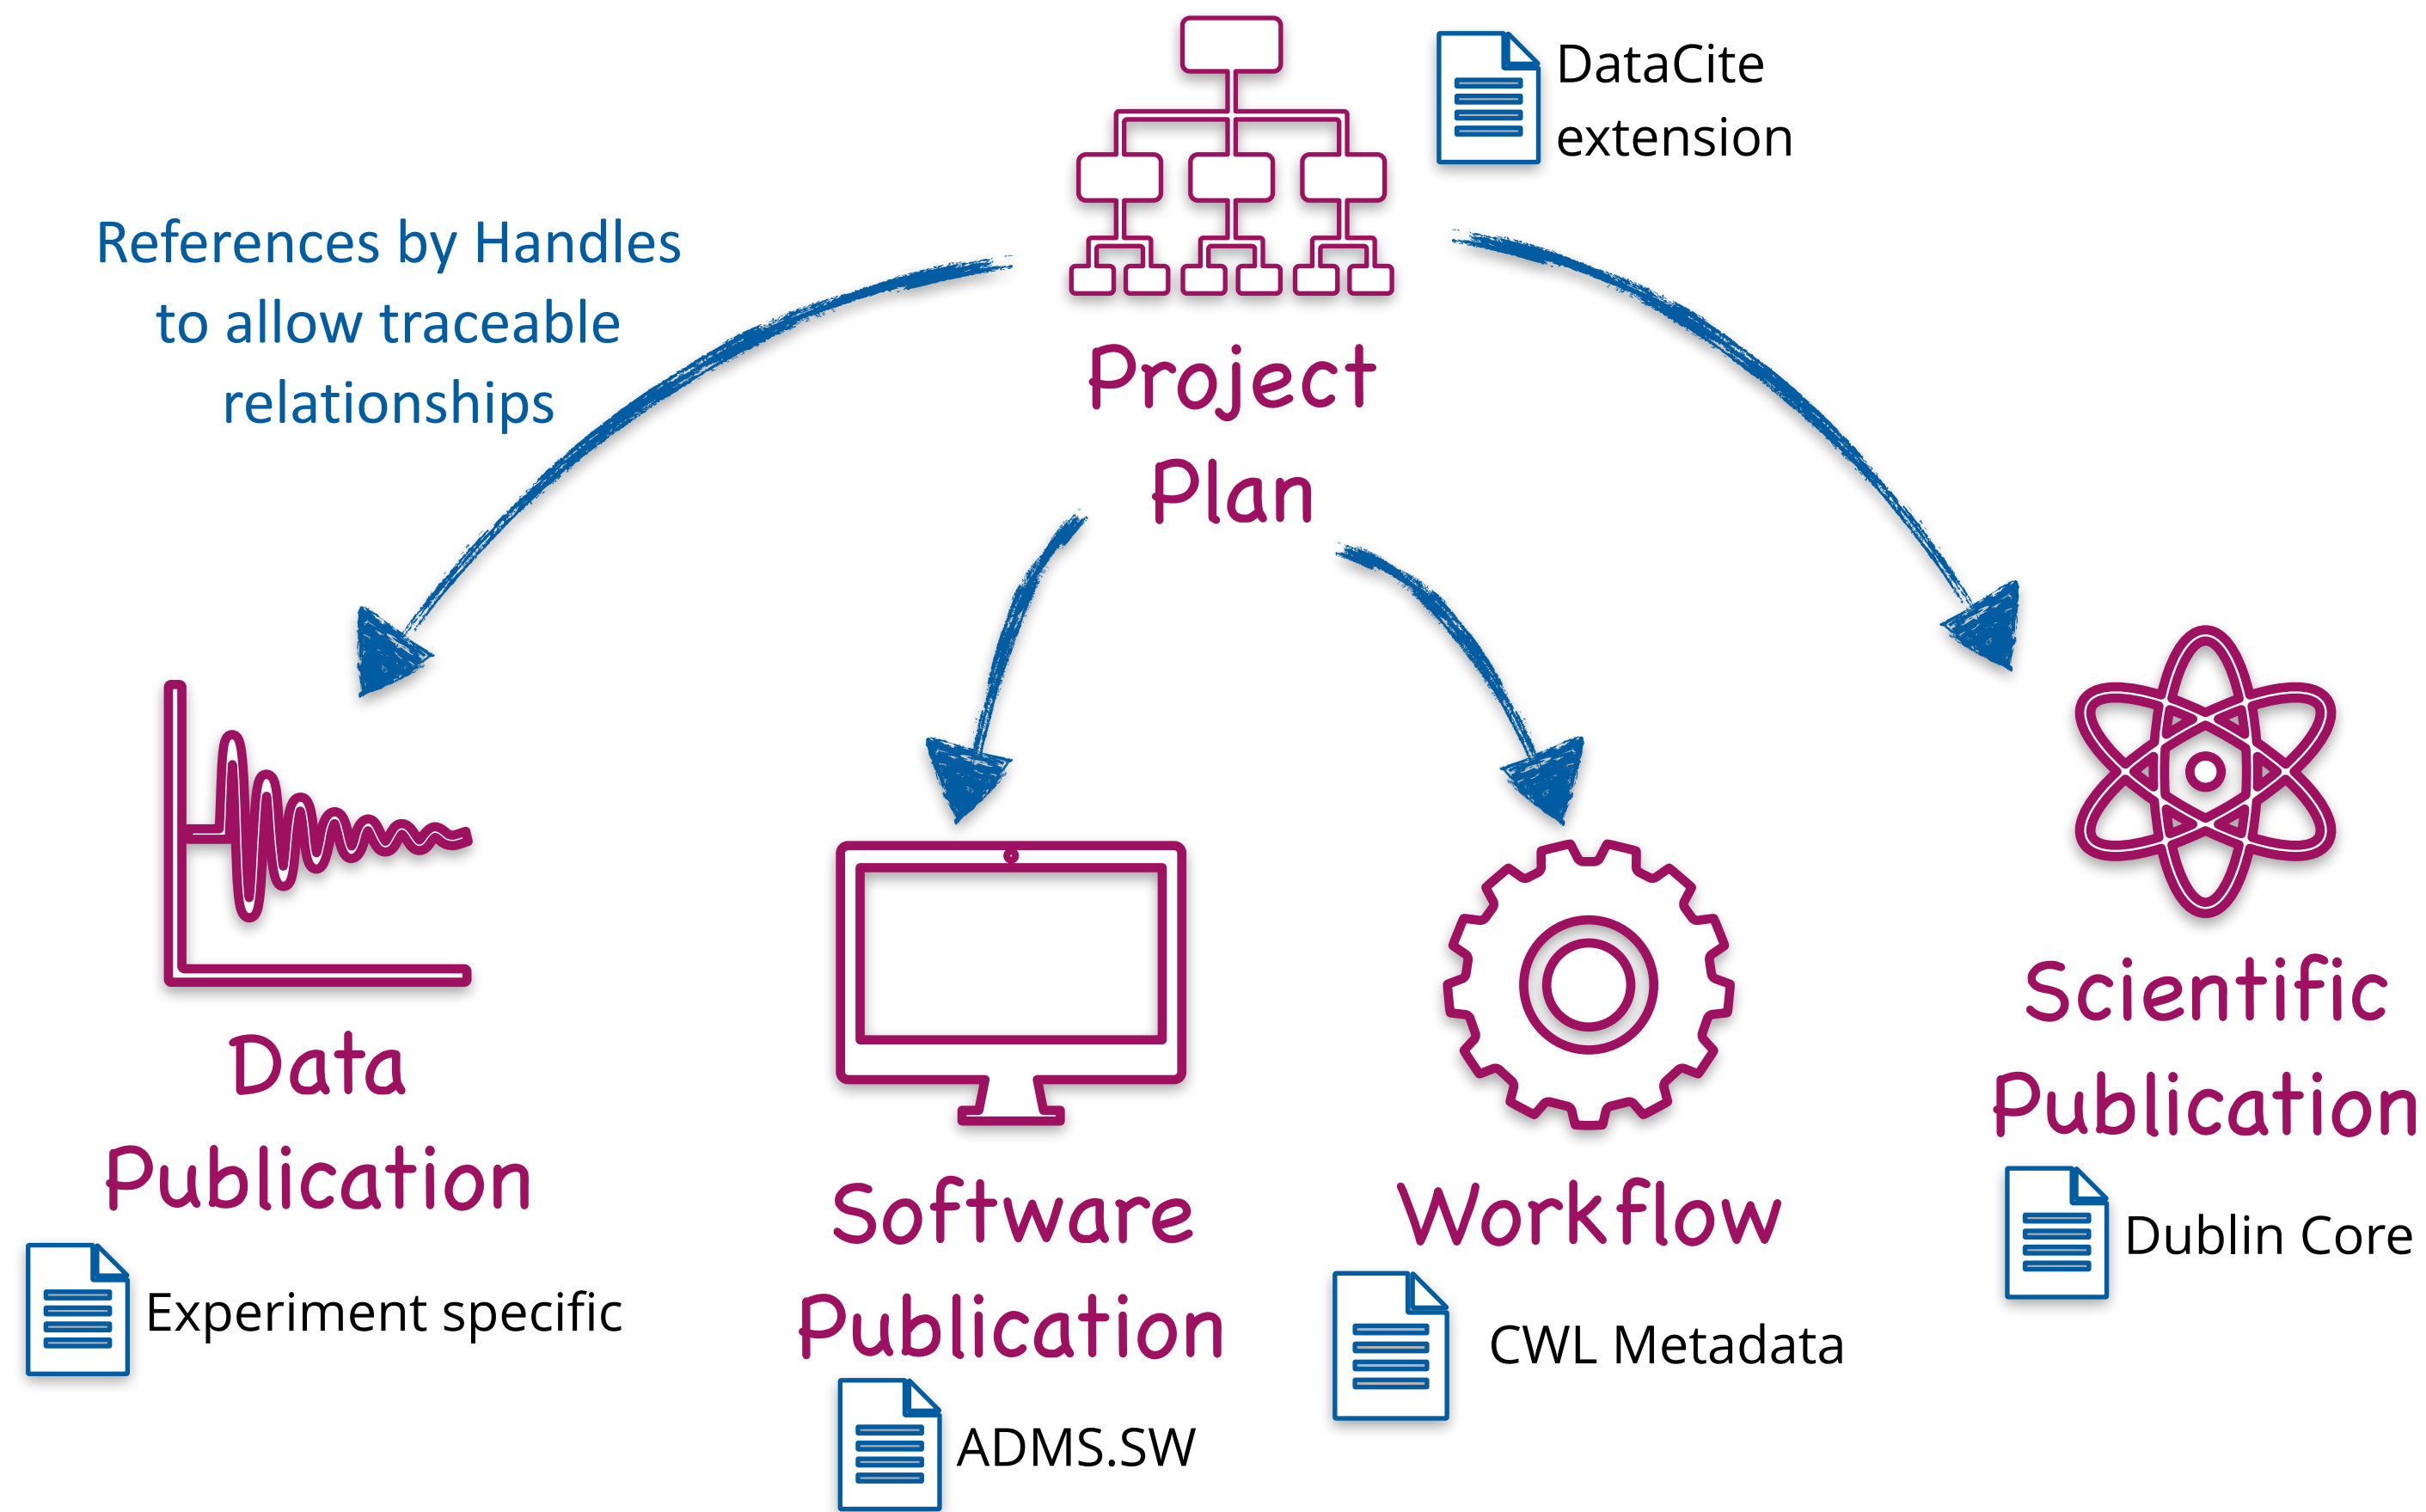 DataCite
extension
References by Handles
to allow traceable
relationships
Project
Plan
Data
Publication
Experiment specific
Software
Publication
ADMS.SW
Workflow
CWL Metadata
Scientific
Publication
Dublin Core